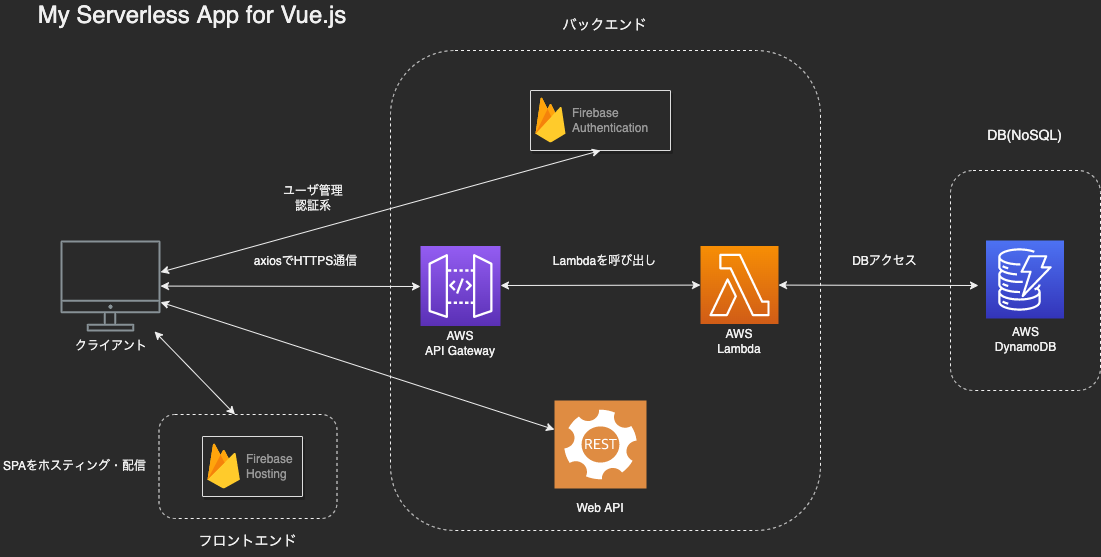 My Serverless App for Vue.js
バックエンド
Firebase
Authentication
DB(NoSQL)
ユーザ管理
認証系
axiosでHTTPS通信
Lambdaを呼び出し
DBアクセス
クライアント
AWS
API Gateway
AWS
Lambda
AWS
DynamoDB
REST
Web API
SPAをホスティング・配信
Firebase
Hosting
フロントエンド